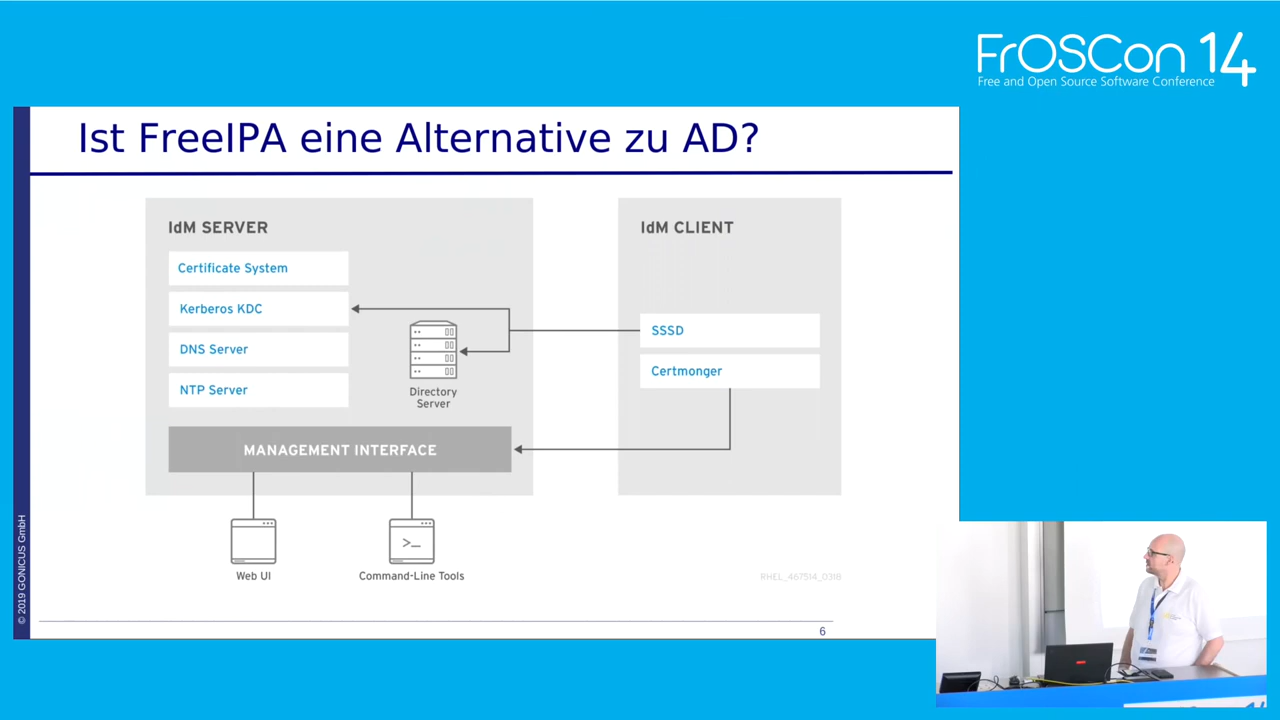 FrOSCon 14
Free and Open Source Software Conference
Ist FreeIPA eine Alternative zu AD?
IdM SERVER
Certificate System
Kerberos KDC
DNS Server
NTP Server
Directory
Server
MANAGEMENT INTERFACE
Web UI
Command-Line Tools
IdM CLIENT
SSSD
Certmonger
RHEL_467514_0318
6
© 2019 GONICUS GmbH
>_